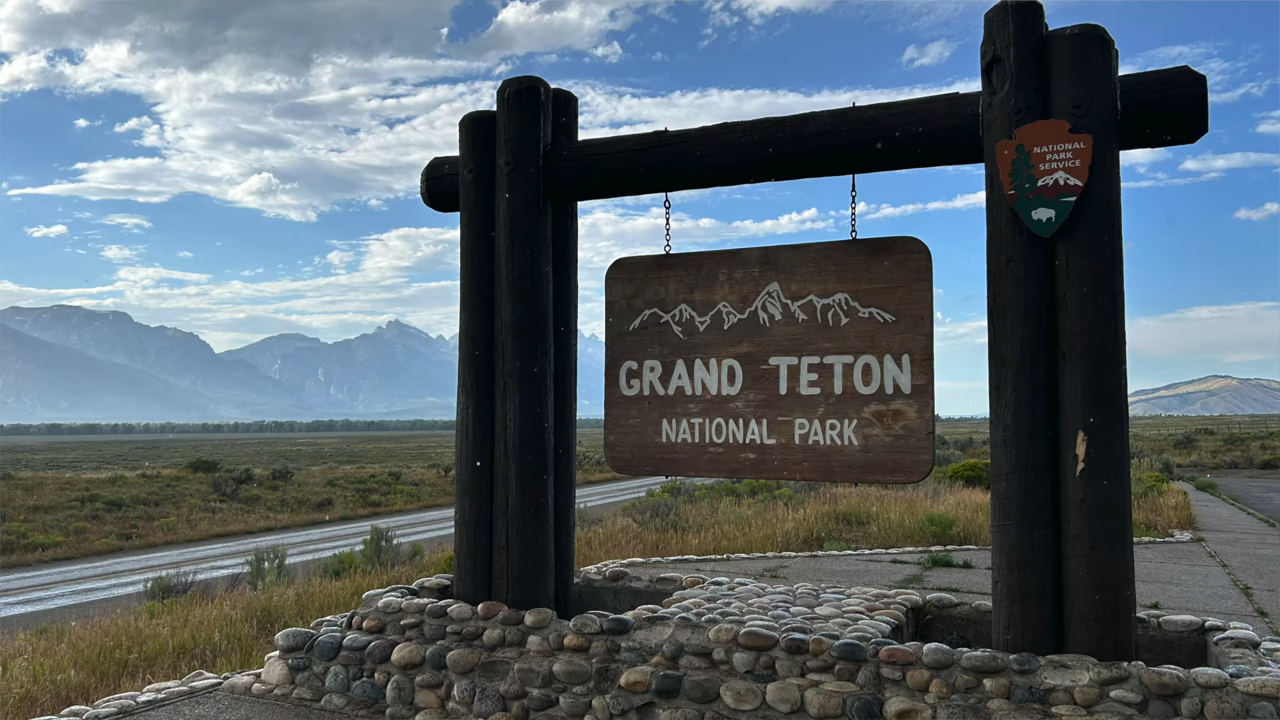 NATIONAL
PARK
SERVICE
GRAND TETON
NATIONAL PARK